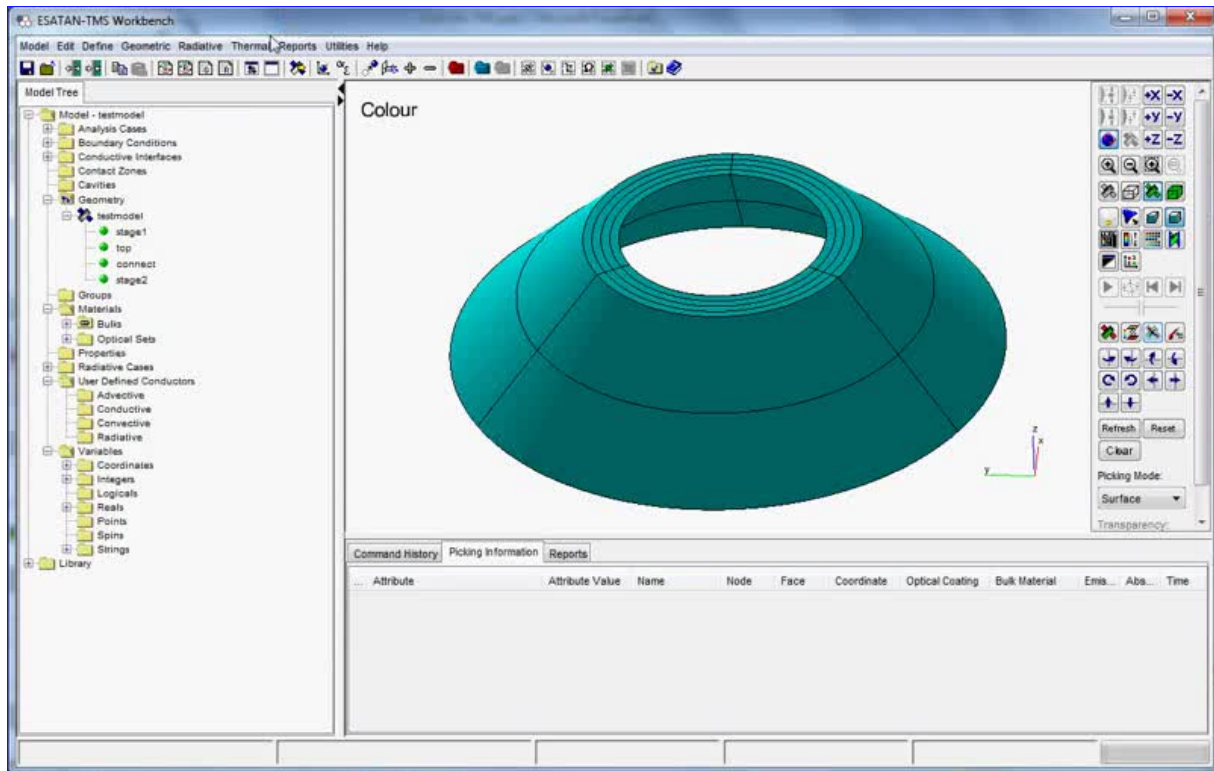 ESATAN-TMS Workbench
Model Edit Define Geometric Radiative Thermal Reports Utilities Help
Model Tree
Model - testmodel
Analysis Cases
Boundary Conditions
Conductive Interfaces
Contact Zones
Cavities
Geometry
testmodel
stage1
top
connect
stage2
Groups
Materials
Bulks
Optical Sets
Properties
Radiative Cases
User Defined Conductors
Advective
Conductive
Convective
Radiative
Variables
Coordinates
Integers
Logicals
Reals
Points
Spins
Strings
Library
Colour
z
x
y
+X -X
+Y -Y
+Z -Z
Refresh Reset
Clear
Picking Mode:
Surface
Transparency:
Command History Picking Information Reports
... Attribute Attribute Value Name Node Face Coordinate Optical Coating Bulk Material Emis... Abs... Time